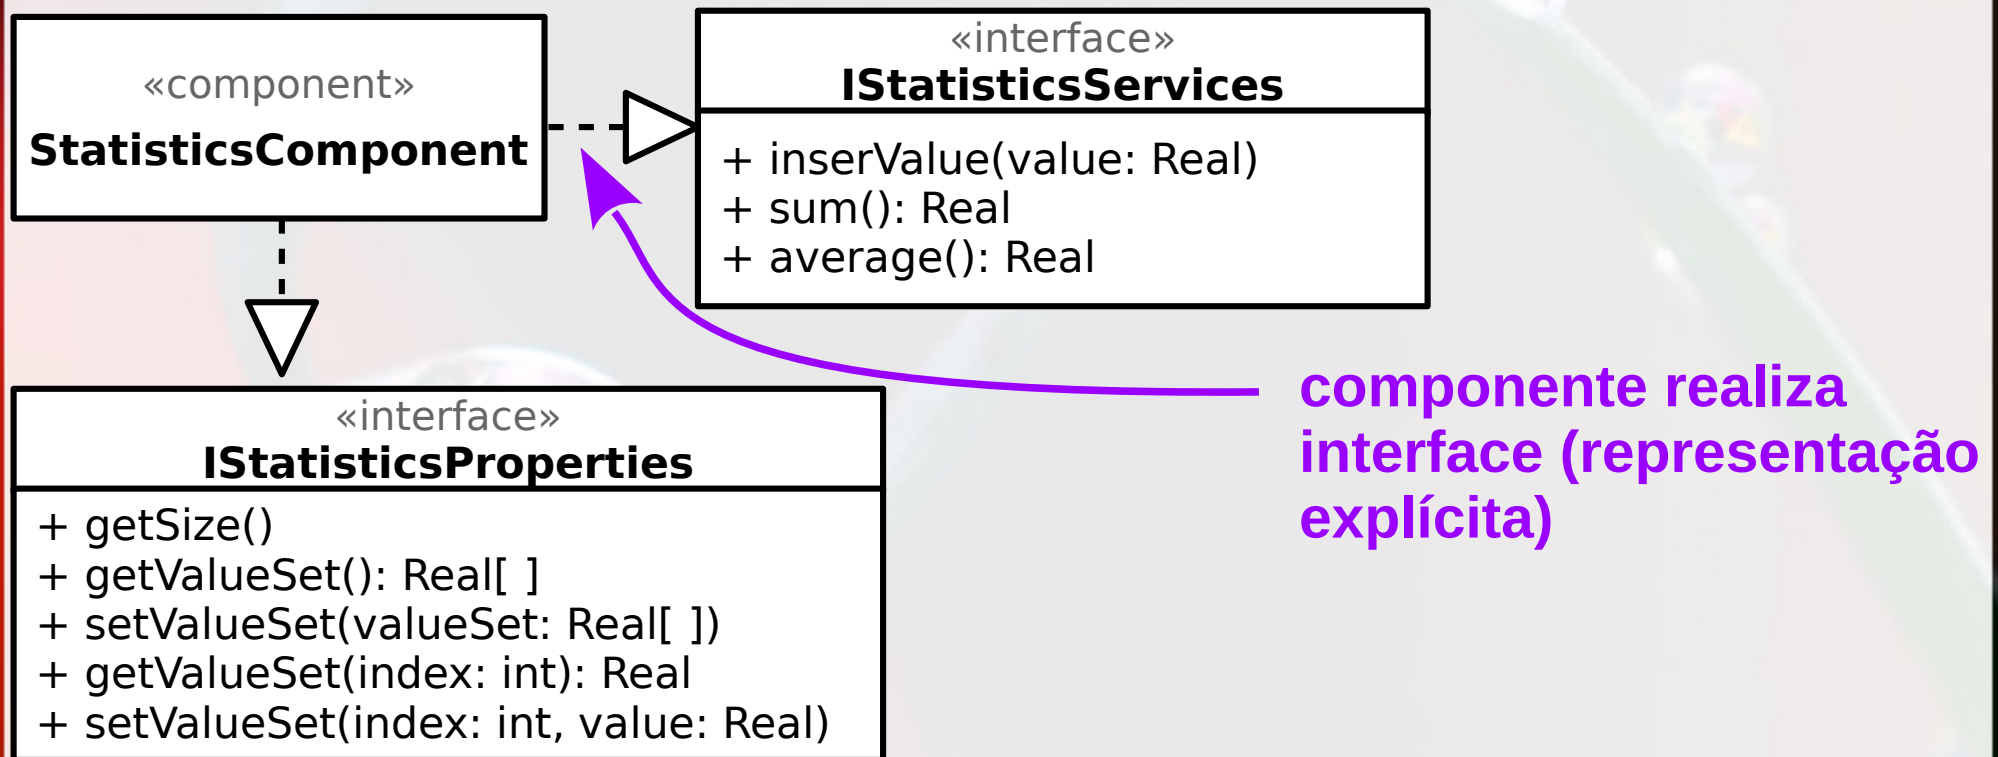 «component»
StatisticsComponent
«interface»
IStatisticsServices
+ inserValue(value: Real)
+ sum(): Real
+ average(): Real
componente realiza
interface (representação
explícita)
«interface»
IStatisticsProperties
+ getSize()
+ getValueSet(): Real[ ]
+ setValueSet(valueSet: Real[ ])
+ getValueSet(index: int): Real
+ setValueSet(index: int, value: Real)